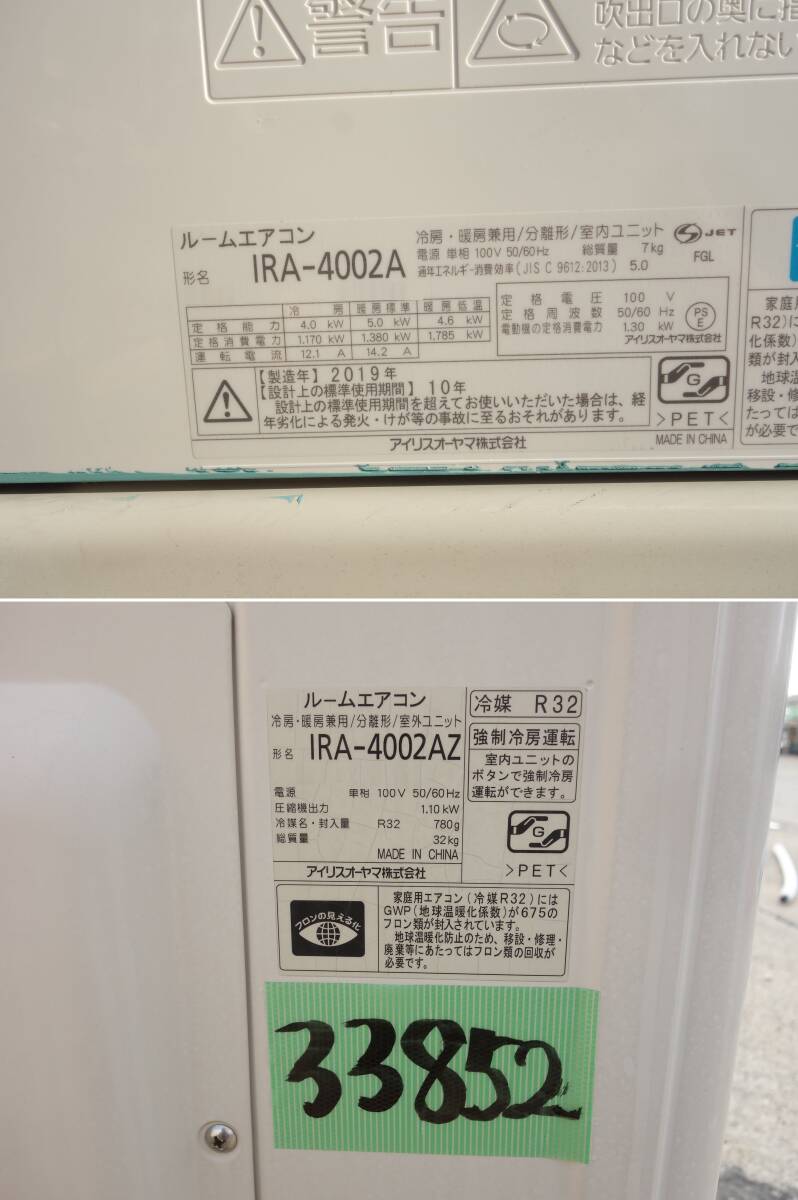 警告
吹出口の奥に指
などを入れない
ルームエアコン
形名 IRA-4002A
冷房・暖房兼用/分離形/室内ユニット
電源 単相 100V 50/60Hz 総質量 7kg
通年エネルギー消費効率(JIS C 9612:2013) 5.0
JET
FGL
冷房 暖房標準 暖房低温
定格能力 4.0 kW 5.0 kW 4.6 kW
定格消費電力 1.170 kW 1.380 kW 1.785 kW
運転電流 12.1 A 14.2 A
定格電圧 100 V
定格周波数 50/60 Hz
電動機の定格消費電力 1.30 kW
PSE
アイリスオーヤマ株式会社
【製造年】2019年
【設計上の標準使用期間】10年
設計上の標準使用期間を超えてお使いいただいた場合は、経
年劣化による発火・けが等の事故に至るおそれがあります。
アイリスオーヤマ株式会社
G
>PET<
MADE IN CHINA
家庭用
R32)に
化係数)
類が封入
地球温
移設・修
たっては
が必要で
ルームエアコン
冷房・暖房兼用/分離形/室外ユニット
形名 IRA-4002AZ
電源 単相 100V 50/60Hz
圧縮機出力 1.10kW
冷媒名・封入量 R32 780g
総質量 32kg
MADE IN CHINA
アイリスオーヤマ株式会社
冷媒 R32
強制冷房運転
室内ユニットの
ボタンで強制冷房
運転ができます。
G
>PET<
フロンの見える化
家庭用エアコン(冷媒R32)には
GWP(地球温暖化係数)が675の
フロン類が封入されています。
地球温暖化防止のため、移設・修理・
廃棄等にあたってはフロン類の回収が
必要です。
33852